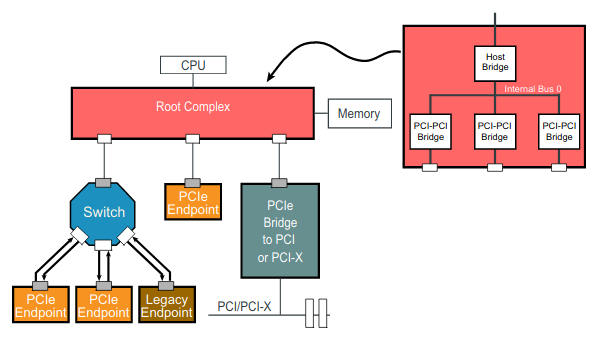 CPU
Root Complex
Memory
Host
Bridge
Internal Bus 0
PCI-PCI
Bridge
PCI-PCI
Bridge
PCI-PCI
Bridge
Switch
PCIe
Endpoint
PCIe
Bridge
to PCI
or PCI-X
PCIe
Endpoint
PCIe
Endpoint
Legacy
Endpoint
PCI/PCI-X